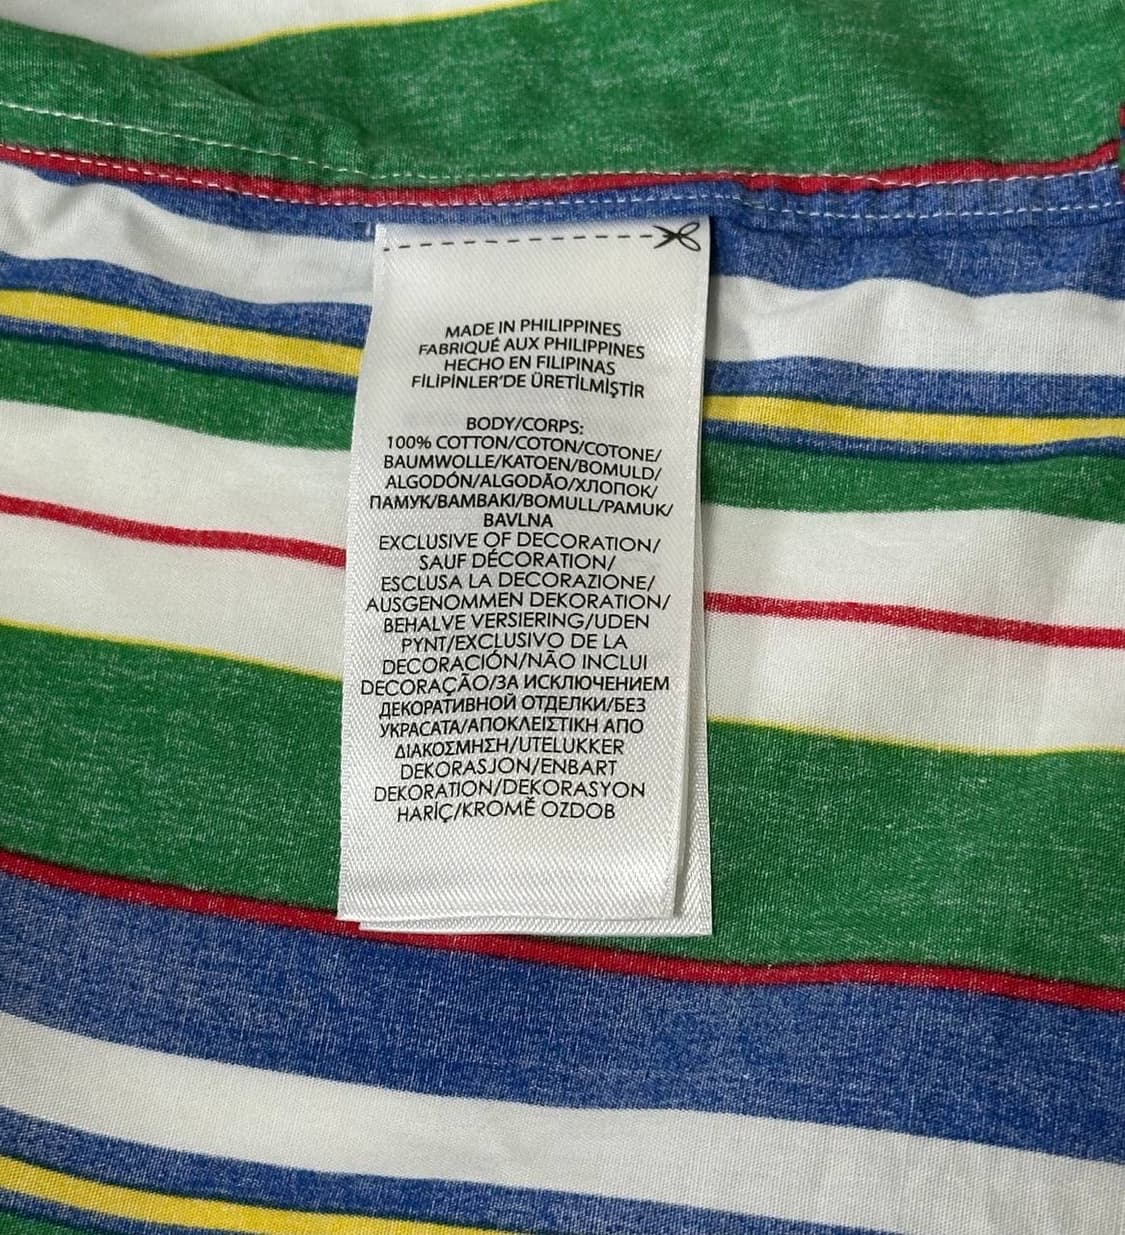 MADE IN PHILIPPINES
FABRIQUÉ AUX PHILIPPINES
HECHO EN FILIPINAS
FİLİPİNLER'DE ÜRETİLMİŞTİR
BODY/CORPS:
100% COTTON/COTON/COTONE/
BAUMWOLLE/KATOEN/BOMULD/
ALGODÓN/ALGODÃO/ХЛОПОК/
ПАМУК/ΒΑΜΒΑΚΙ/BOMULL/PAMUK/
BAVLNA
EXCLUSIVE OF DECORATION/
SAUF DÉCORATION/
ESCLUSA LA DECORAZIONE/
AUSGENOMMEN DEKORATION/
BEHALVE VERSIERING/UDEN
PYNT/EXCLUSIVO DE LA
DECORACIÓN/NÃO INCLUI
DECORAÇÃO/ЗА ИСКЛЮЧЕНИЕМ
ДЕКОРАТИВНОЙ ОТДЕЛКИ/БЕЗ
УКРАСАТА/ΑΠΟΚΛΕΙΣΤΙΚΗ ΑΠΟ
ΔΙΑΚΟΣΜΗΣΗ/UTELUKKER
DEKORASJON/ENBART
DEKORATION/DEKORASYON
HARİÇ/KROMĚ OZDOB